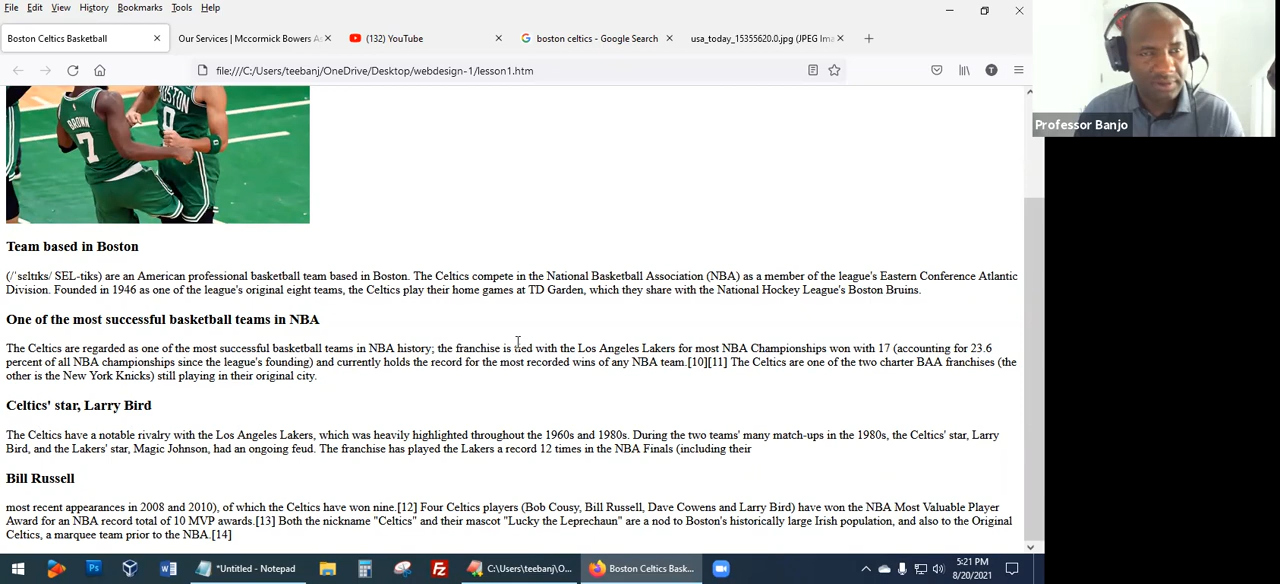 File Edit View History Bookmarks Tools Help
Boston Celtics Basketball
Our Services | Mccormick Bowers As
(132) YouTube
boston celtics - Google Search
usa_today_15355620.0.jpg (JPEG Ima
file:///C:/Users/teebanj/OneDrive/Desktop/webdesign-1/lesson1.htm
T
Professor Banjo
BROWN
7
BOSTON
0
Team based in Boston
(/ˈsɛltɪks/ SEL-tiks) are an American professional basketball team based in Boston. The Celtics compete in the National Basketball Association (NBA) as a member of the league's Eastern Conference Atlantic
Division. Founded in 1946 as one of the league's original eight teams, the Celtics play their home games at TD Garden, which they share with the National Hockey League's Boston Bruins.
One of the most successful basketball teams in NBA
The Celtics are regarded as one of the most successful basketball teams in NBA history; the franchise is tied with the Los Angeles Lakers for most NBA Championships won with 17 (accounting for 23.6
percent of all NBA championships since the league's founding) and currently holds the record for the most recorded wins of any NBA team.[10][11] The Celtics are one of the two charter BAA franchises (the
other is the New York Knicks) still playing in their original city.
Celtics' star, Larry Bird
The Celtics have a notable rivalry with the Los Angeles Lakers, which was heavily highlighted throughout the 1960s and 1980s. During the two teams' many match-ups in the 1980s, the Celtics' star, Larry
Bird, and the Lakers' star, Magic Johnson, had an ongoing feud. The franchise has played the Lakers a record 12 times in the NBA Finals (including their
Bill Russell
most recent appearances in 2008 and 2010), of which the Celtics have won nine.[12] Four Celtics players (Bob Cousy, Bill Russell, Dave Cowens and Larry Bird) have won the NBA Most Valuable Player
Award for an NBA record total of 10 MVP awards.[13] Both the nickname "Celtics" and their mascot "Lucky the Leprechaun" are a nod to Boston's historically large Irish population, and also to the Original
Celtics, a marquee team prior to the NBA.[14]
Ps
W
*Untitled - Notepad
Fz
C:\Users\teebanj\O...
Boston Celtics Bask...
5:21 PM
8/20/2021